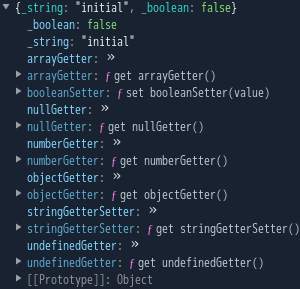 {_string: "initial", _boolean: false}
_boolean: false
_string: "initial"
arrayGetter: »
arrayGetter: ƒ get arrayGetter()
booleanSetter: ƒ set booleanSetter(value)
nullGetter: »
nullGetter: ƒ get nullGetter()
numberGetter: »
numberGetter: ƒ get numberGetter()
objectGetter: »
objectGetter: ƒ get objectGetter()
stringGetterSetter: »
stringGetterSetter: ƒ get stringGetterSetter()
undefinedGetter: »
undefinedGetter: ƒ get undefinedGetter()
[[Prototype]]: Object